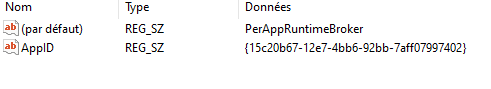 Nom Type Données
(par défaut) REG_SZ PerAppRuntimeBroker
AppID REG_SZ {15c20b67-12e7-4bb6-92bb-7aff07997402}